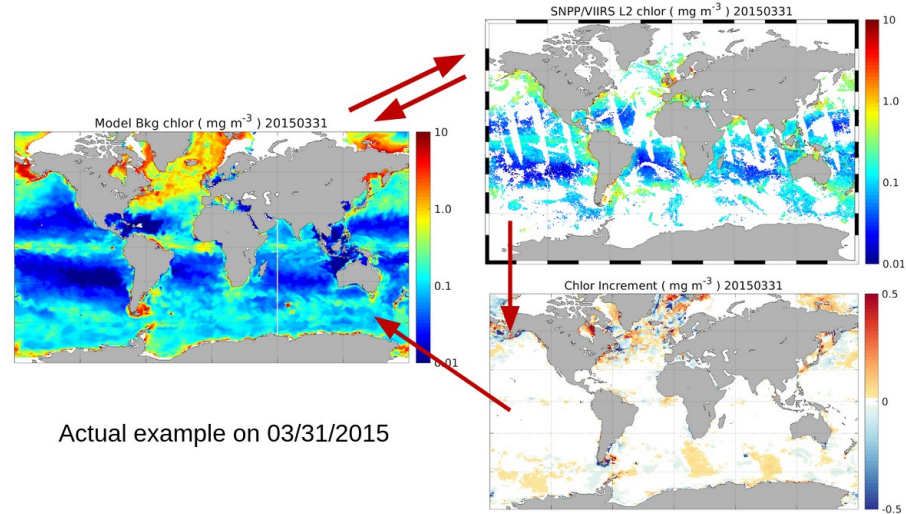 SNPP/VIIRS L2 chlor ( mg m⁻³ ) 20150331
10
1.0
0.1
0.01
Model Bkg chlor ( mg m⁻³ ) 20150331
10
1.0
0.1
0.01
Chlor Increment ( mg m⁻³ ) 20150331
0.5
0
-0.5
Actual example on 03/31/2015